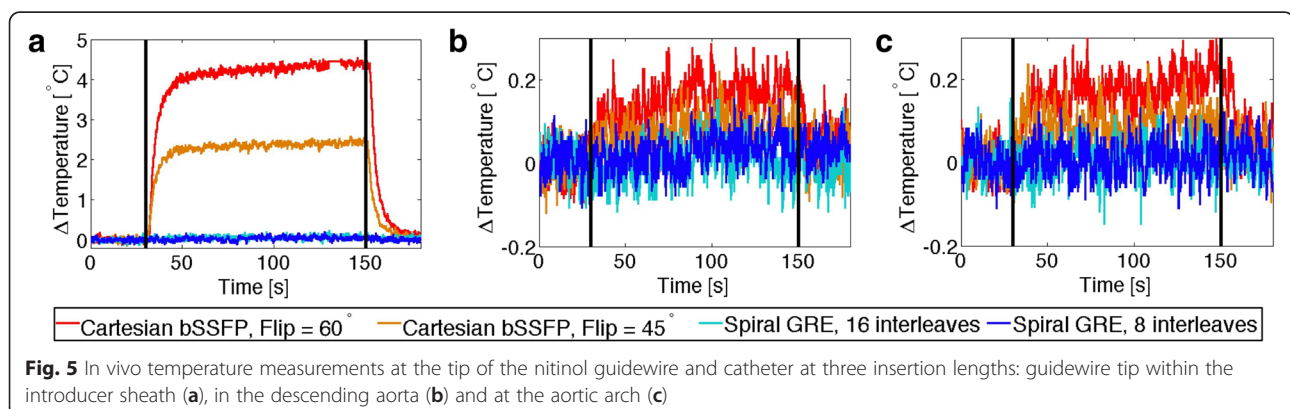 a
b
c
5
4
3
2
1
0
ΔTemperature [°C]
0 50 100 150
Time [s]
0.2
0
-0.2
ΔTemperature [°C]
0 50 100 150
Time [s]
0.2
0
-0.2
ΔTemperature [°C]
0 50 100 150
Time [s]
Cartesian bSSFP, Flip = 60° Cartesian bSSFP, Flip = 45° Spiral GRE, 16 interleaves Spiral GRE, 8 interleaves
Fig. 5 In vivo temperature measurements at the tip of the nitinol guidewire and catheter at three insertion lengths: guidewire tip within the
introducer sheath (a), in the descending aorta (b) and at the aortic arch (c)